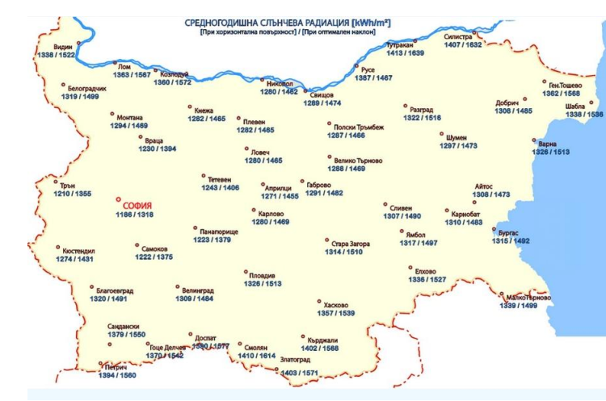 СРЕДНОГОДИШНА СЛЪНЧЕВА РАДИАЦИЯ [kWh/m²]
[При хоризонтална повърхност] / [При оптимален наклон]
Силистра
1407 / 1632
Тутракан
1413 / 1639
Видин
1338 / 1522
Лом
1363 / 1567
Козлодуй
1360 / 1572
Русе
1367 / 1467
Никопол
1260 / 1462
Свищов
1289 / 1474
Ген.Тошево
1362 / 1568
Белоградчик
1319 / 1499
Добрич
1308 / 1485
Шабла
1338 / 1536
Кнежа
1282 / 1465
Разград
1322 / 1516
Монтана
1294 / 1469
Плевен
1282 / 1465
Полски Тръмбеж
1287 / 1466
Враца
1230 / 1394
Шумен
1297 / 1473
Варна
1326 / 1513
Ловеч
1280 / 1465
Велико Търново
1288 / 1469
Трън
1210 / 1355
Тетевен
1243 / 1406
Априлци
1271 / 1455
Габрово
1291 / 1482
Айтос
1308 / 1473
СОФИЯ
1186 / 1318
Карлово
1280 / 1469
Сливен
1307 / 1490
Карнобат
1310 / 1483
Панагюрище
1223 / 1379
Ямбол
1317 / 1497
Бургас
1315 / 1492
Кюстендил
1274 / 1431
Самоков
1222 / 1375
Стара Загора
1314 / 1510
Пловдив
1326 / 1513
Елхово
1336 / 1527
Благоевград
1320 / 1491
Велинград
1309 / 1484
МалкоТърново
1339 / 1499
Хасково
1357 / 1539
Сандански
1379 / 1550
Гоце Делчев
1370 / 1542
Доспат
Смолян
1410 / 1614
Кърджали
1402 / 1568
Златоград
1403 / 1571
Петрич
1394 / 1560